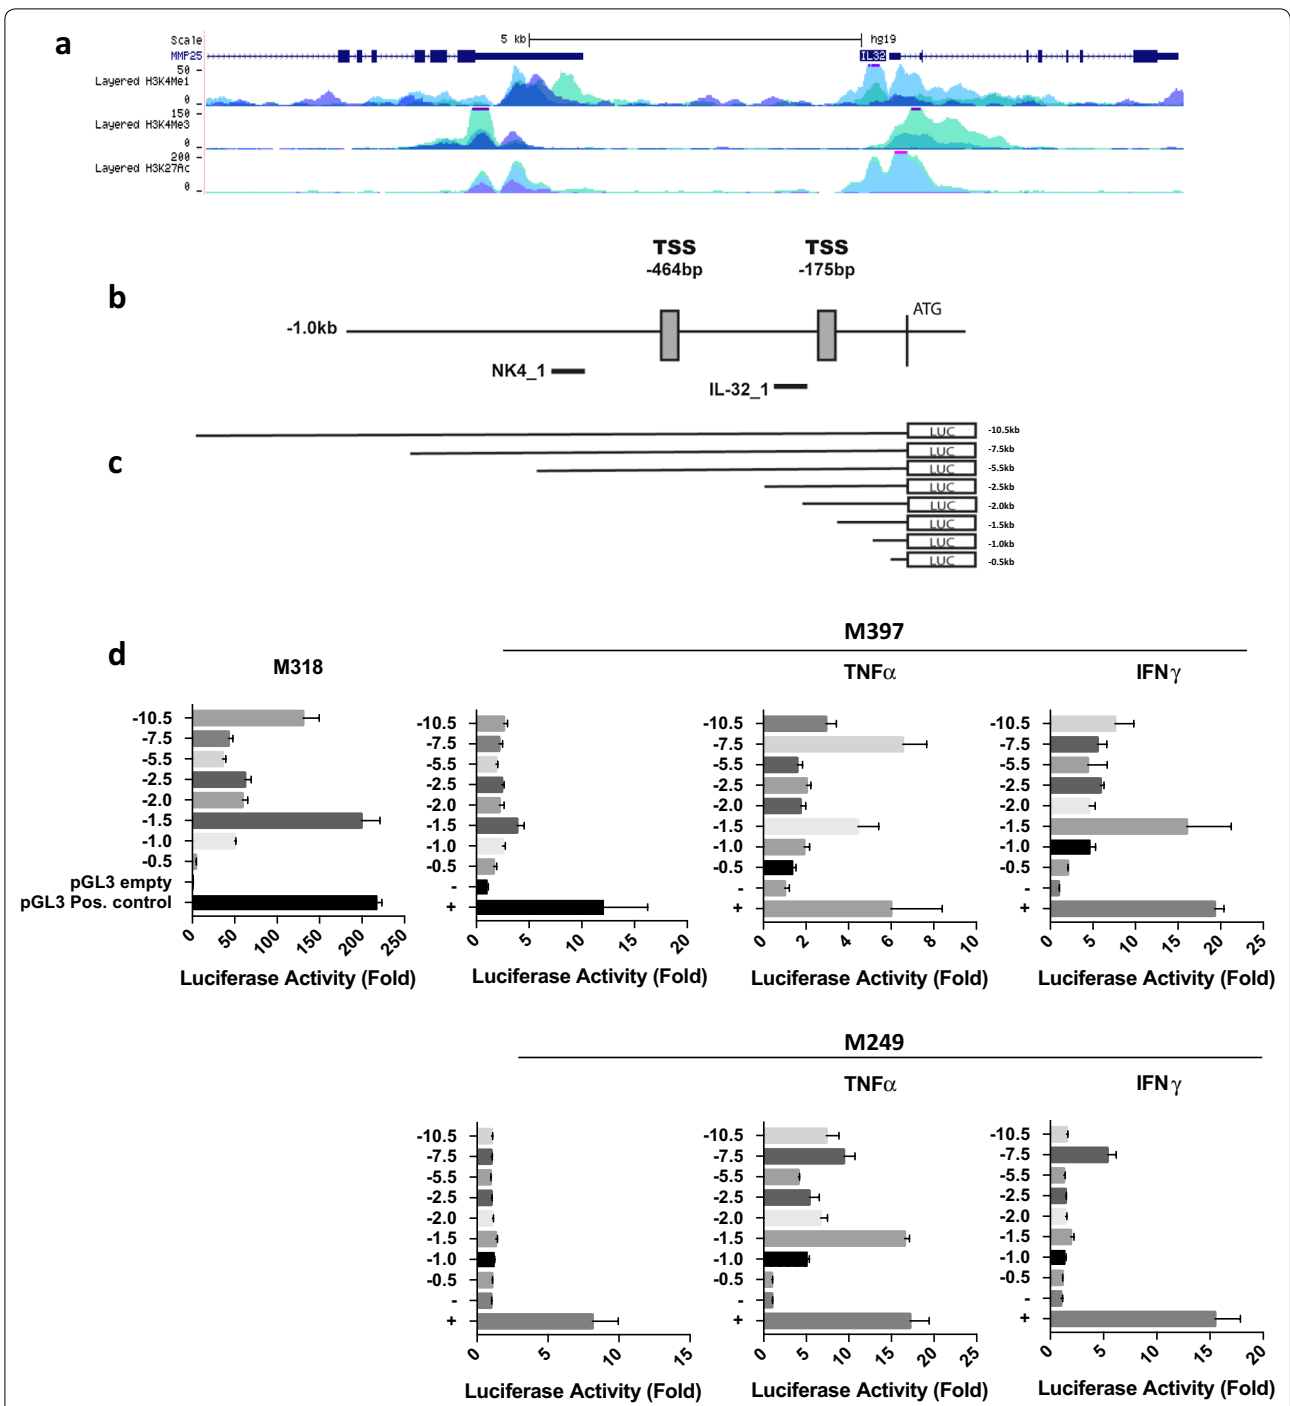 a
Scale
5 kb
hg19
MMP25
IL32
50
Layered H3K4Me1
0
150
Layered H3K4Me3
0
200
Layered H3K27Ac
0
TSS
-464bp
TSS
-175bp
b
-1.0kb
ATG
NK4_1
IL-32_1
c
LUC -10.5kb
LUC -7.5kb
LUC -5.5kb
LUC -2.5kb
LUC -2.0kb
LUC -1.5kb
LUC -1.0kb
LUC -0.5kb
d
M318
-10.5
-7.5
-5.5
-2.5
-2.0
-1.5
-1.0
-0.5
pGL3 empty
pGL3 Pos. control
0 50 100 150 200 250
Luciferase Activity (Fold)
M397
-10.5
-7.5
-5.5
-2.5
-2.0
-1.5
-1.0
-0.5
-
+
0 5 10 15 20
Luciferase Activity (Fold)
TNFα
-10.5
-7.5
-5.5
-2.5
-2.0
-1.5
-1.0
-0.5
-
+
0 2 4 6 8 10
Luciferase Activity (Fold)
IFNγ
-10.5
-7.5
-5.5
-2.5
-2.0
-1.5
-1.0
-0.5
-
+
0 5 10 15 20 25
Luciferase Activity (Fold)
M249
-10.5
-7.5
-5.5
-2.5
-2.0
-1.5
-1.0
-0.5
-
+
0 5 10 15
Luciferase Activity (Fold)
TNFα
-10.5
-7.5
-5.5
-2.5
-2.0
-1.5
-1.0
-0.5
-
+
0 5 10 15 20 25
Luciferase Activity (Fold)
IFNγ
-10.5
-7.5
-5.5
-2.5
-2.0
-1.5
-1.0
-0.5
-
+
0 5 10 15 20
Luciferase Activity (Fold)